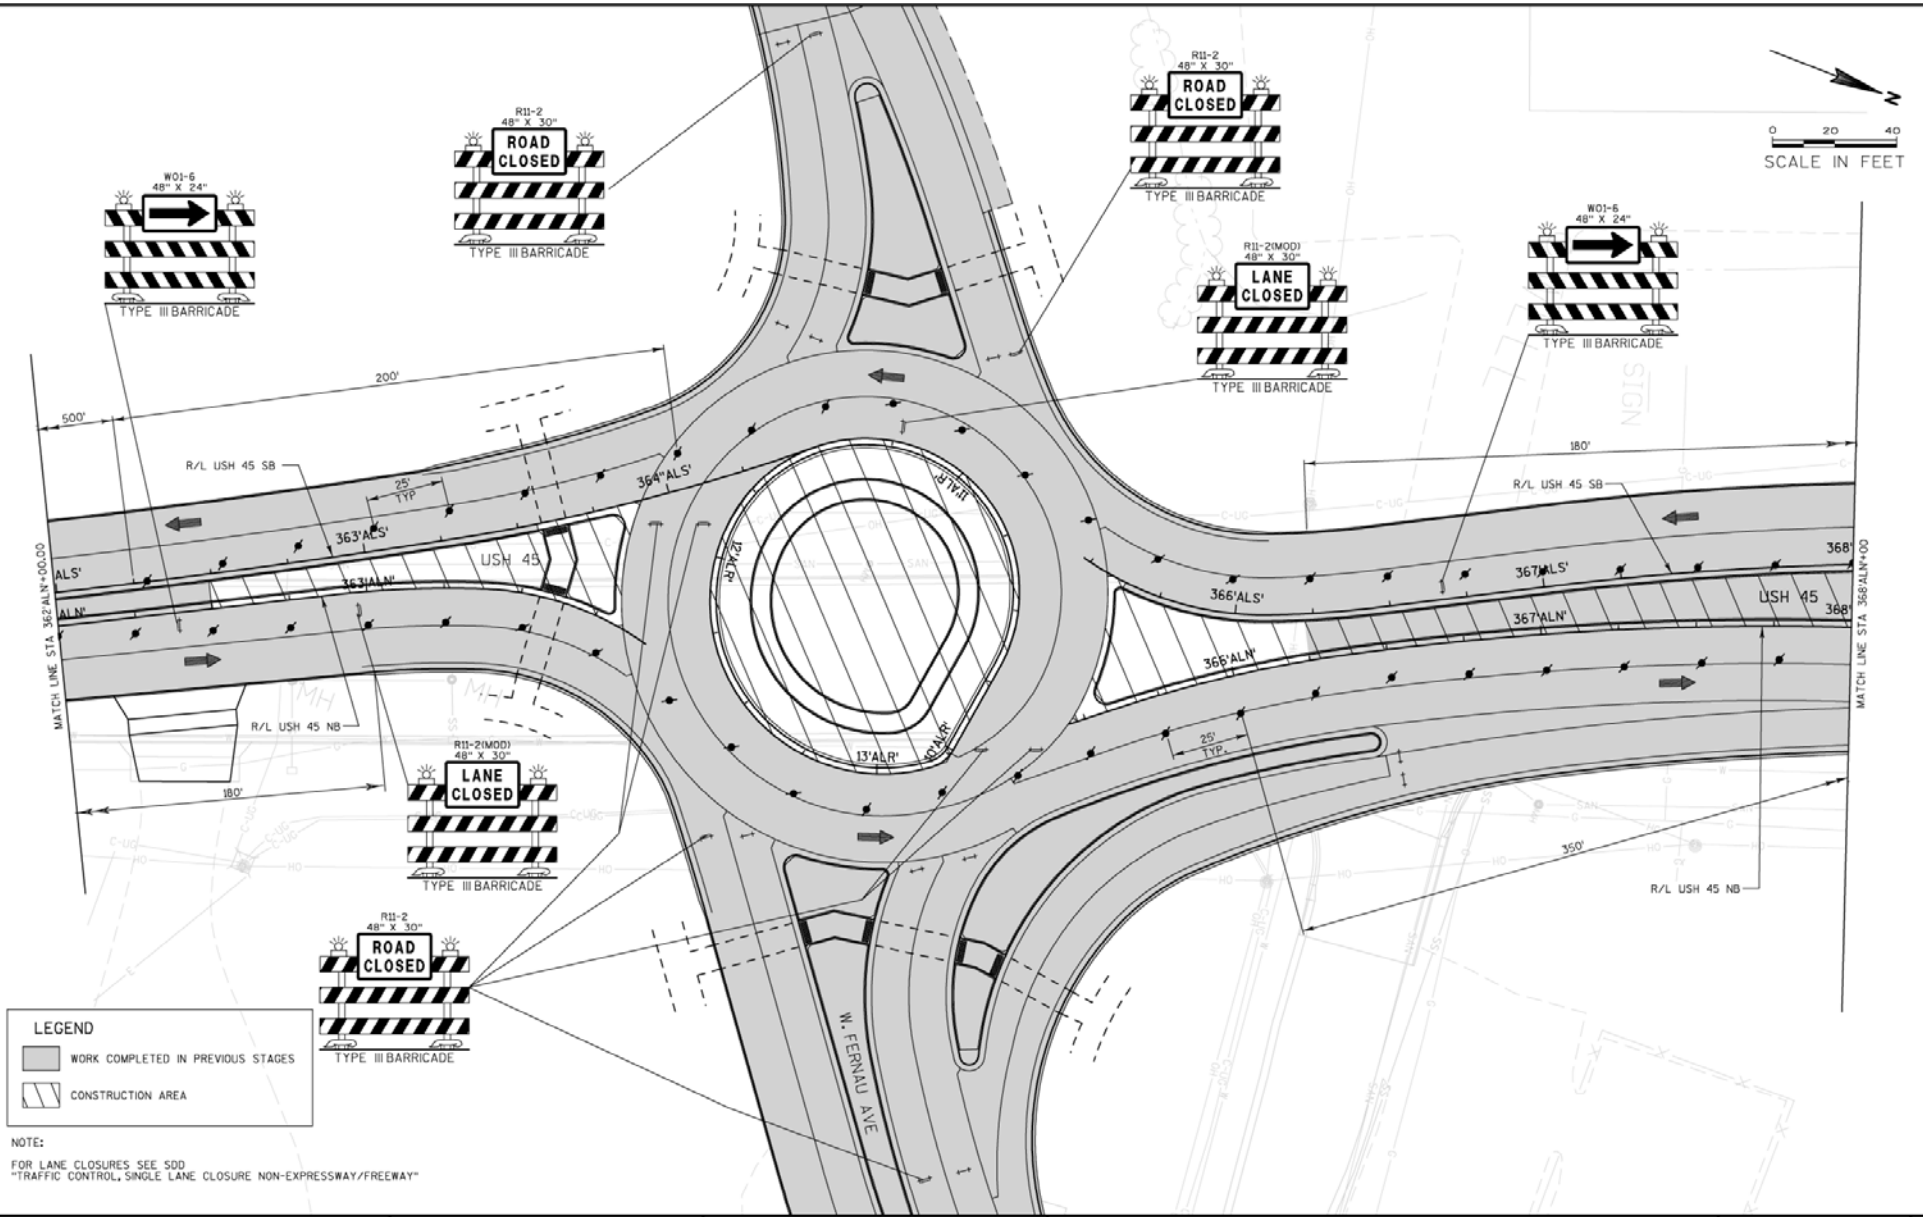 R11-2
48" X 30"
ROAD
CLOSED
TYPE III BARRICADE
R11-2
48" X 30"
ROAD
CLOSED
TYPE III BARRICADE
N
0 20 40
SCALE IN FEET
WO1-6
48" X 24"
TYPE III BARRICADE
WO1-6
48" X 24"
TYPE III BARRICADE
R11-2(MOD)
48" X 30"
LANE
CLOSED
TYPE III BARRICADE
SIGN
200'
500'
R/L USH 45 SB
25'
TYP
364'ALS'
363'ALS'
USH 45
363'ALN'
ALS'
ALN'
MATCH LINE STA 362'ALN'+00.00
R/L USH 45 NB
MH
MH
180'
11'ALR'
12'ALR'
13'ALR'
10'ALR'
180'
R/L USH 45 SB
368'
367'ALS'
366'ALS'
USH 45
368'
367'ALN'
366'ALN'
MATCH LINE STA 368'ALN'+00
25'
TYP.
350'
R/L USH 45 NB
R11-2(MOD)
48" X 30"
LANE
CLOSED
TYPE III BARRICADE
R11-2
48" X 30"
ROAD
CLOSED
TYPE III BARRICADE
W. FERNAU AVE
LEGEND
WORK COMPLETED IN PREVIOUS STAGES
CONSTRUCTION AREA
NOTE:
FOR LANE CLOSURES SEE SDD
"TRAFFIC CONTROL, SINGLE LANE CLOSURE NON-EXPRESSWAY/FREEWAY"